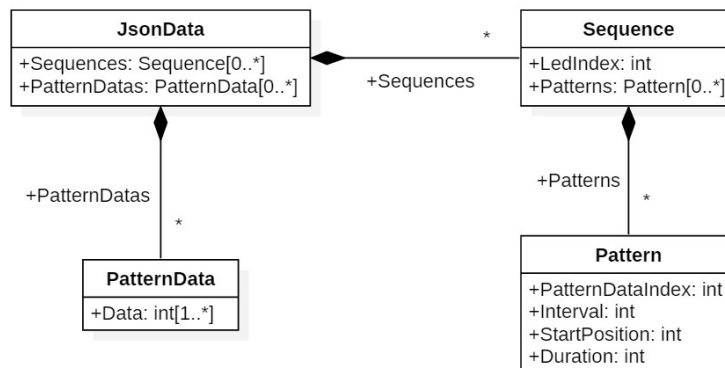 JsonData
+Sequences: Sequence[0..*]
+PatternDatas: PatternData[0..*]
*
+Sequences
Sequence
+LedIndex: int
+Patterns: Pattern[0..*]
+PatternDatas
*
+Patterns
*
PatternData
+Data: int[1..*]
Pattern
+PatternDataIndex: int
+Interval: int
+StartPosition: int
+Duration: int